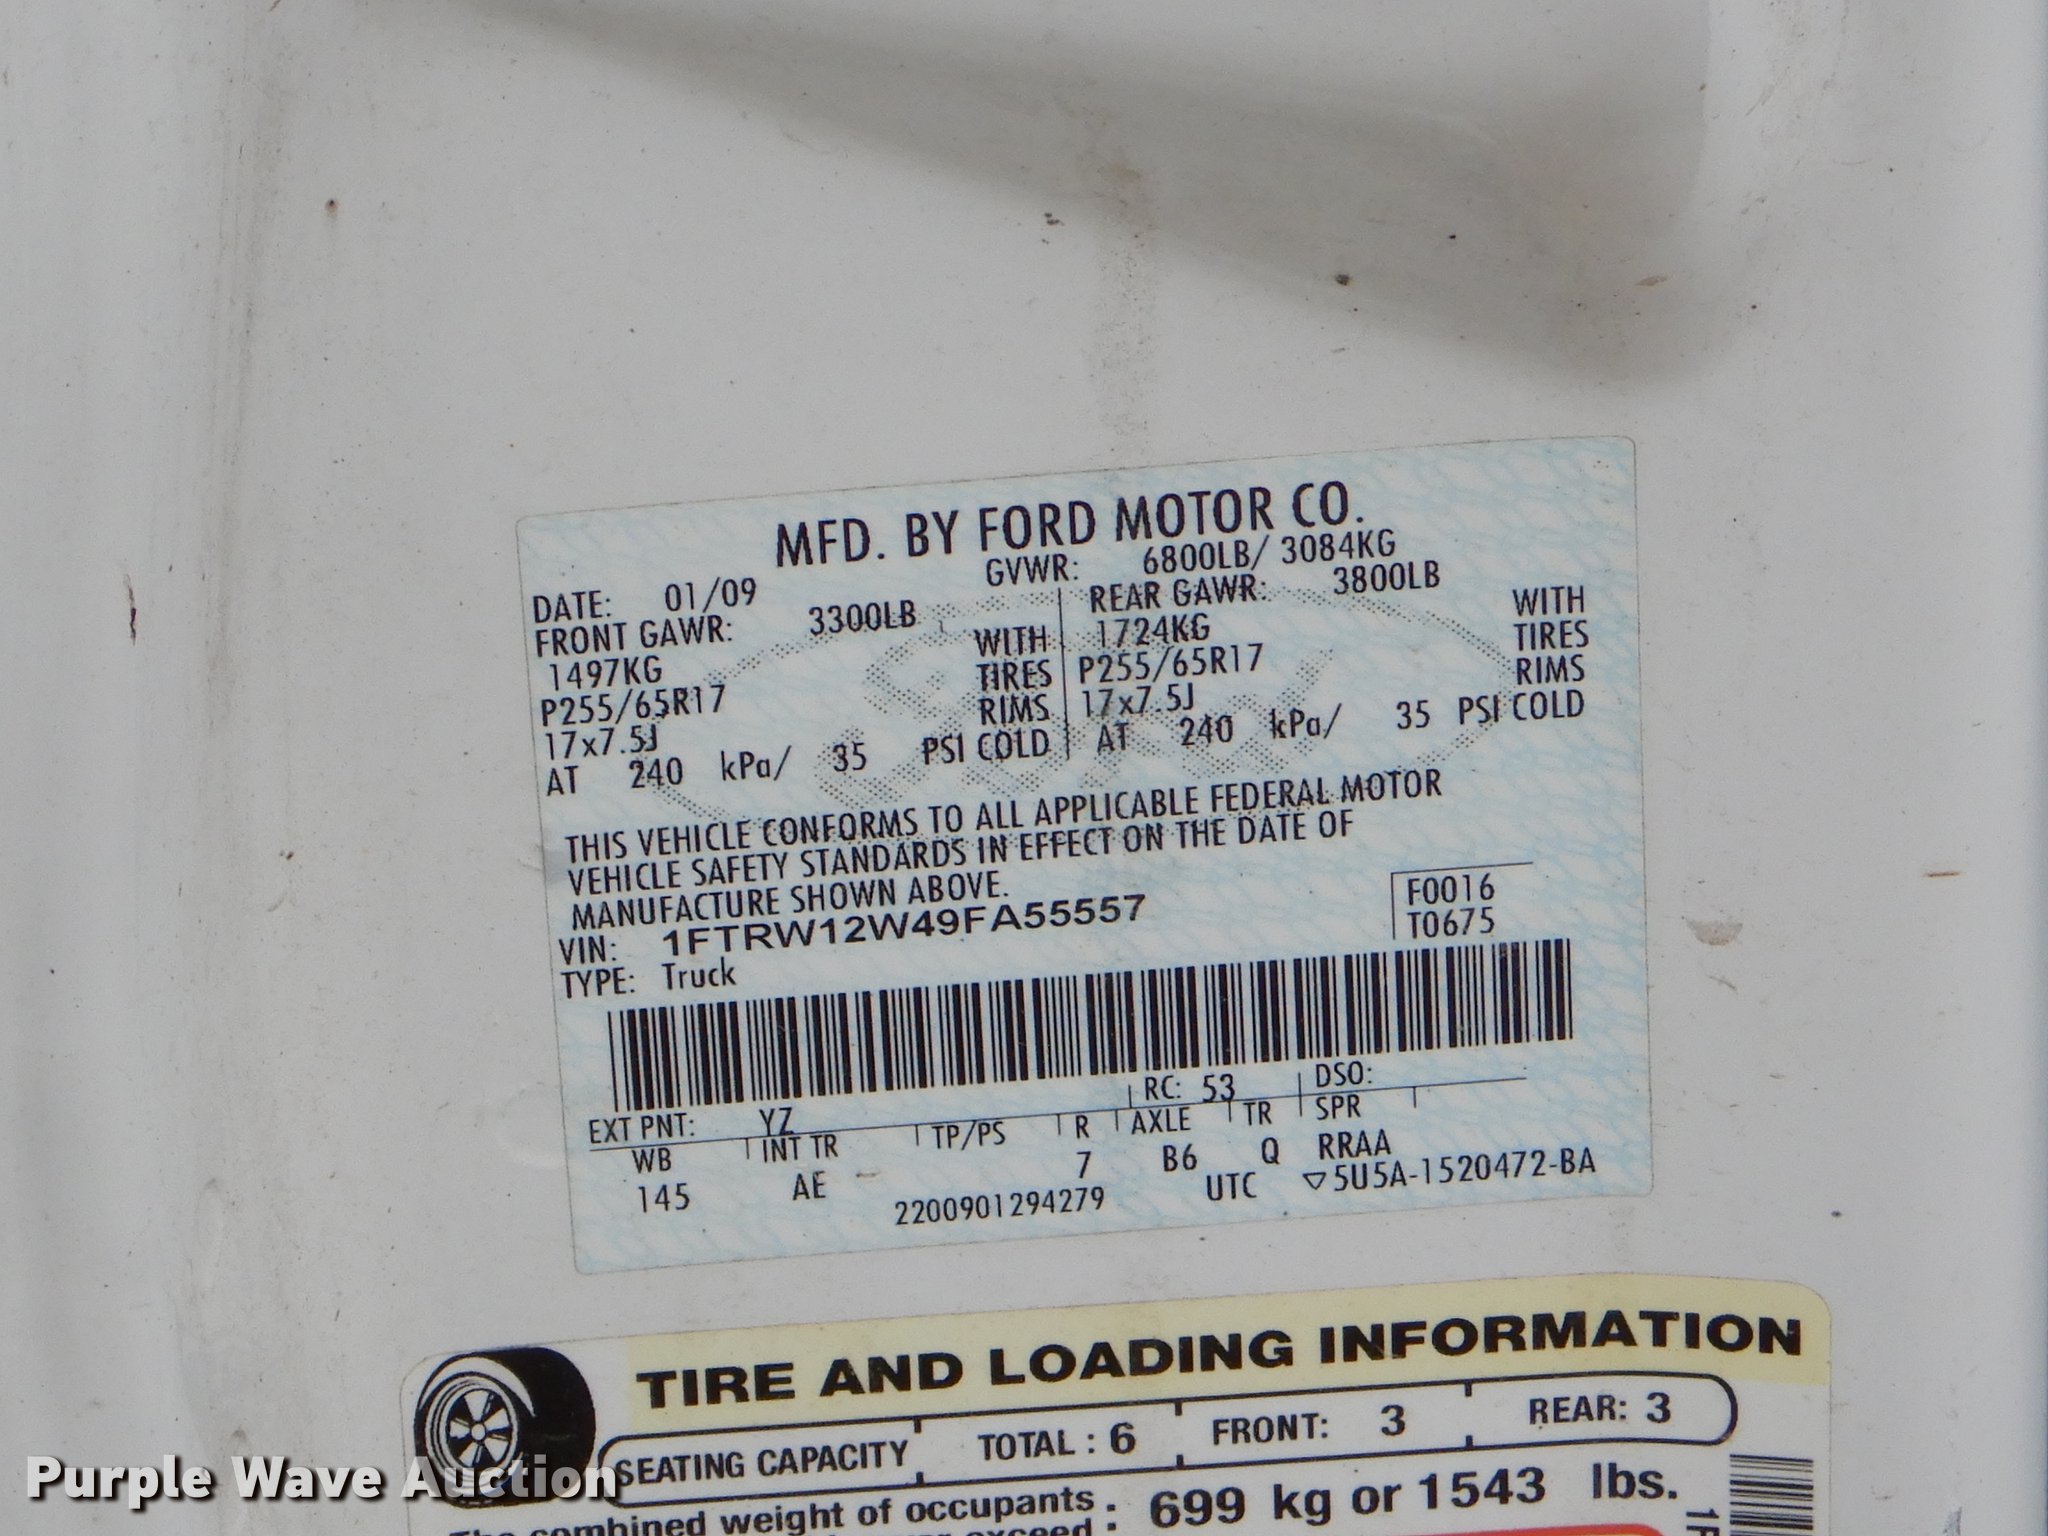 MFD. BY FORD MOTOR CO.
DATE: 01/09 GVWR: 6800LB/ 3084KG
FRONT GAWR: 3300LB REAR GAWR: 3800LB
1497KG WITH 1724KG WITH
P255/65R17 TIRES P255/65R17 TIRES
17x7.5J RIMS 17x7.5J RIMS
AT 240 kPa/ 35 PSI COLD AT 240 kPa/ 35 PSI COLD
THIS VEHICLE CONFORMS TO ALL APPLICABLE FEDERAL MOTOR
VEHICLE SAFETY STANDARDS IN EFFECT ON THE DATE OF
MANUFACTURE SHOWN ABOVE.
VIN: 1FTRW12W49FA55557 F0016
TYPE: Truck T0675
EXT PNT: YZ RC: 53 DSO:
WB INT TR TP/PS R AXLE TR SPR
145 AE 7 B6 Q RRAA
2200901294279 UTC ▽5U5A-1520472-BA
TIRE AND LOADING INFORMATION
SEATING CAPACITY TOTAL : 6 FRONT: 3 REAR: 3
The combined weight of occupants : 699 kg or 1543 lbs.
exceed :
Purple Wave Auction